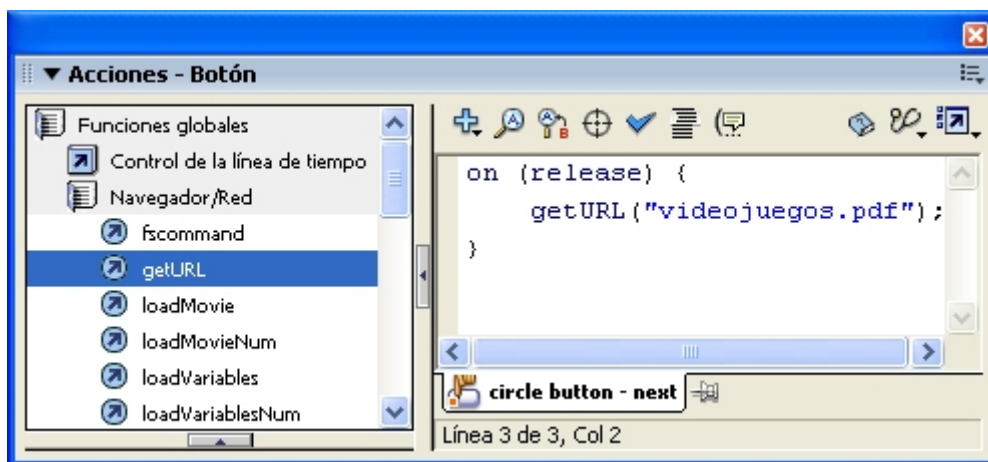 Acciones - Botón
Funciones globales
Control de la línea de tiempo
Navegador/Red
fscommand
getURL
loadMovie
loadMovieNum
loadVariables
loadVariablesNum
on (release) {
getURL("videojuegos.pdf");
}
circle button - next
Línea 3 de 3, Col 2